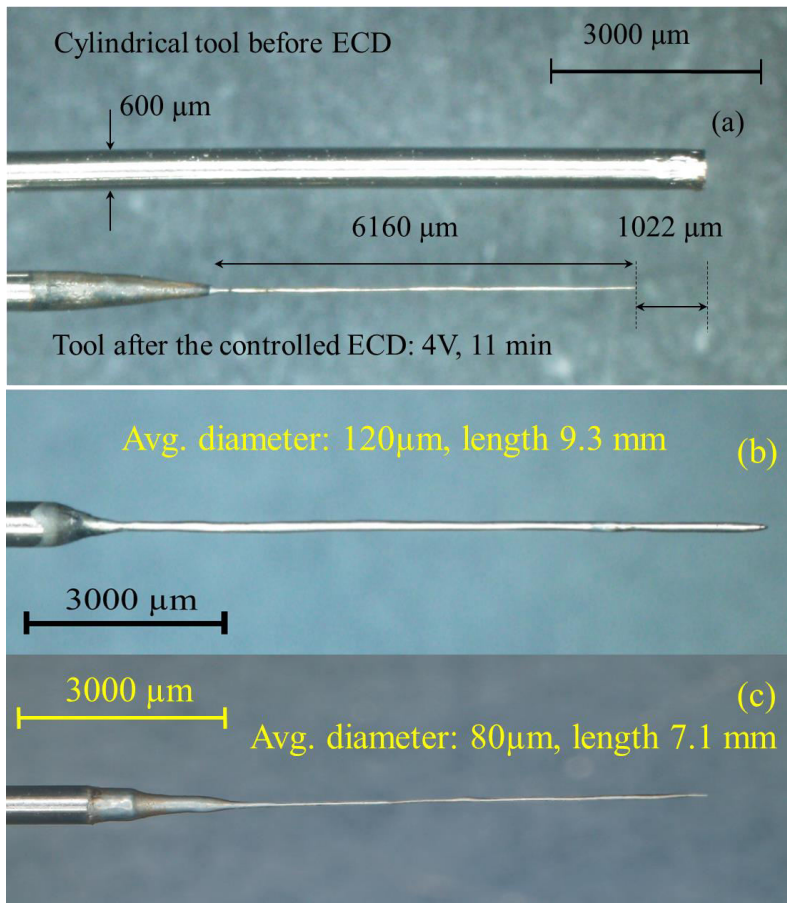 Cylindrical tool before ECD
3000 µm
600 µm
(a)
6160 µm
1022 µm
Tool after the controlled ECD: 4V, 11 min
Avg. diameter: 120µm, length 9.3 mm
(b)
3000 µm
3000 µm
(c)
Avg. diameter: 80µm, length 7.1 mm